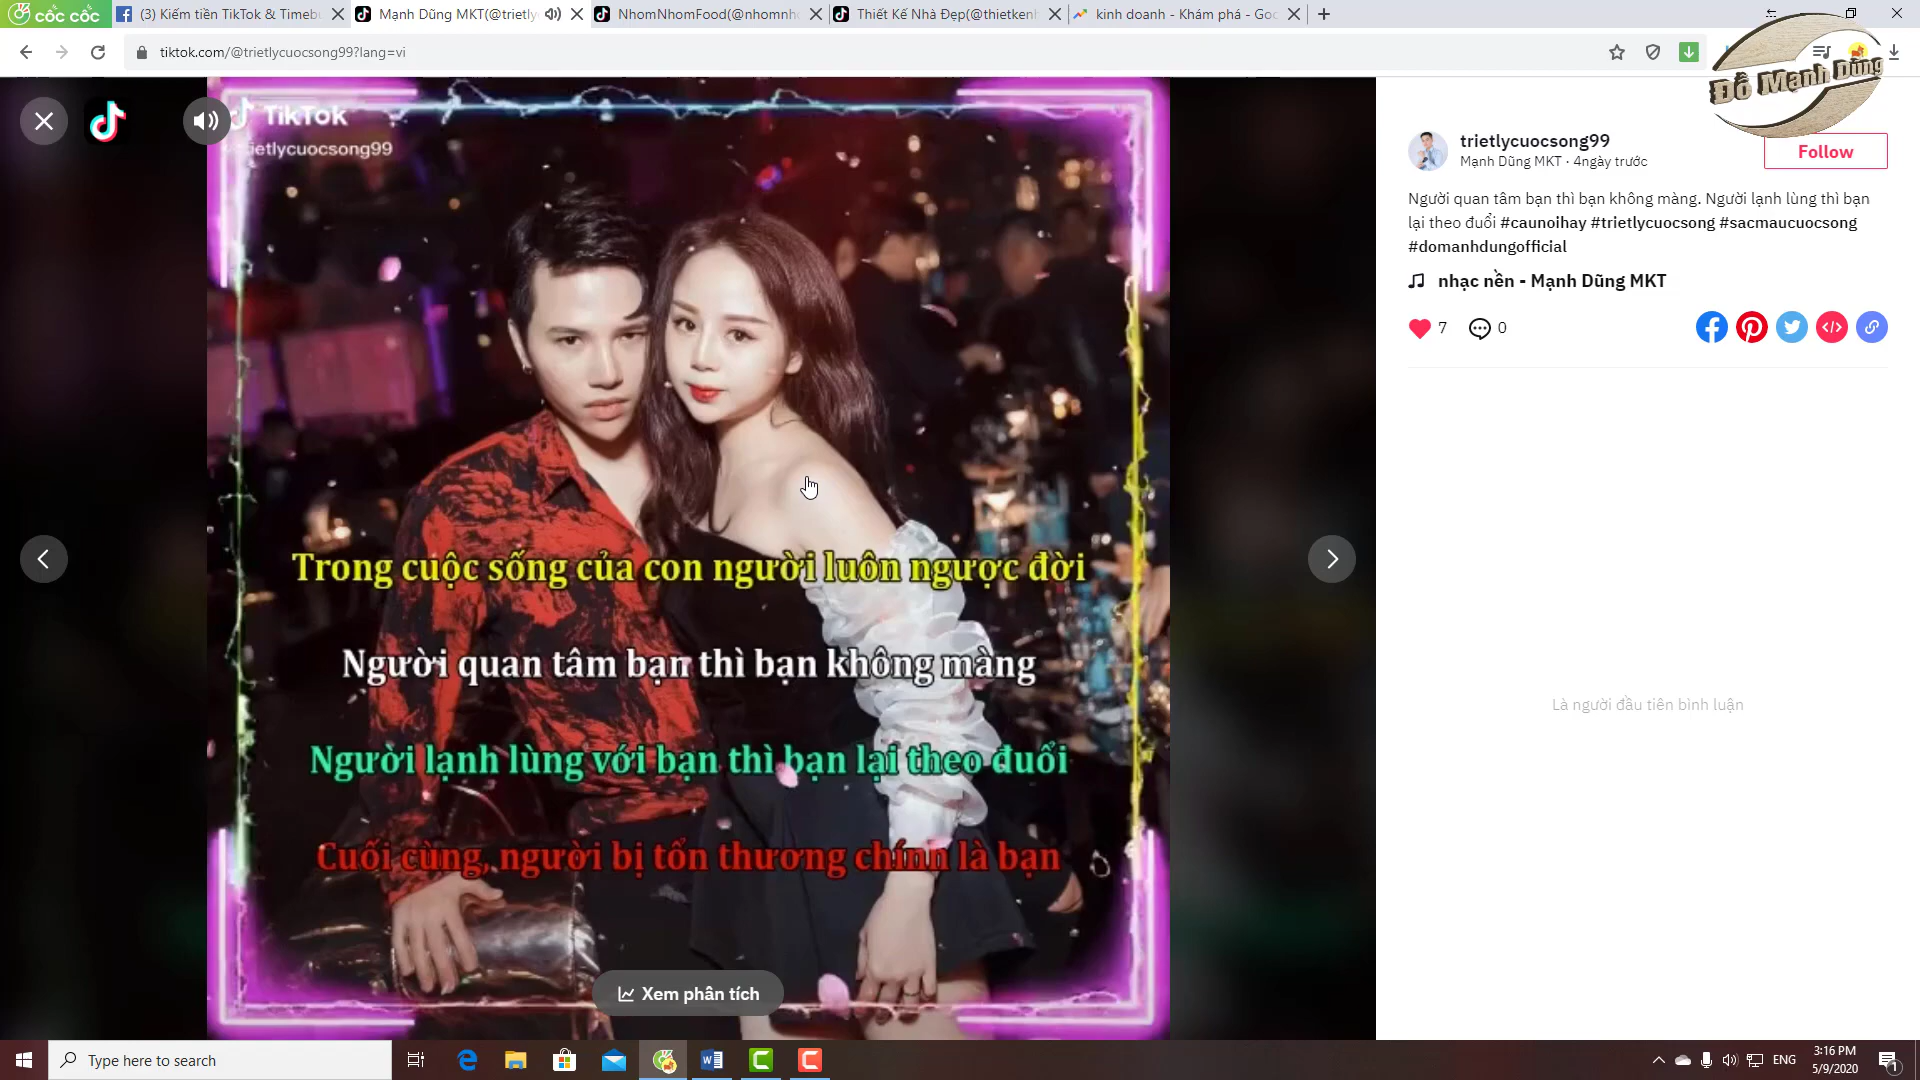 cốc cốc
(3) Kiếm tiền TikTok & Timebu
Mạnh Dũng MKT(@trietly
NhomNhomFood(@nhomnh
Thiết Kế Nhà Đẹp(@thietkenh
kinh doanh - Khám phá - Goo
tiktok.com/@trietlycuocsong99?lang=vi
Đỗ Mạnh Dũng
TikTok
ietlycuocsong99
trietlycuocsong99
Mạnh Dũng MKT · 4ngày trước
Follow
Người quan tâm bạn thì bạn không màng. Người lạnh lùng thì bạn
lại theo đuổi #caunoihay #trietlycuocsong #sacmaucuocsong
#domanhdungofficial
nhạc nền - Mạnh Dũng MKT
7
0
Trong cuộc sống của con người luôn ngược đời
Người quan tâm bạn thì bạn không màng
Người lạnh lùng với bạn thì bạn lại theo đuổi
Cuối cùng, người bị tổn thương chính là bạn
Là người đầu tiên bình luận
Xem phân tích
Type here to search
ENG
3:16 PM
5/9/2020
1